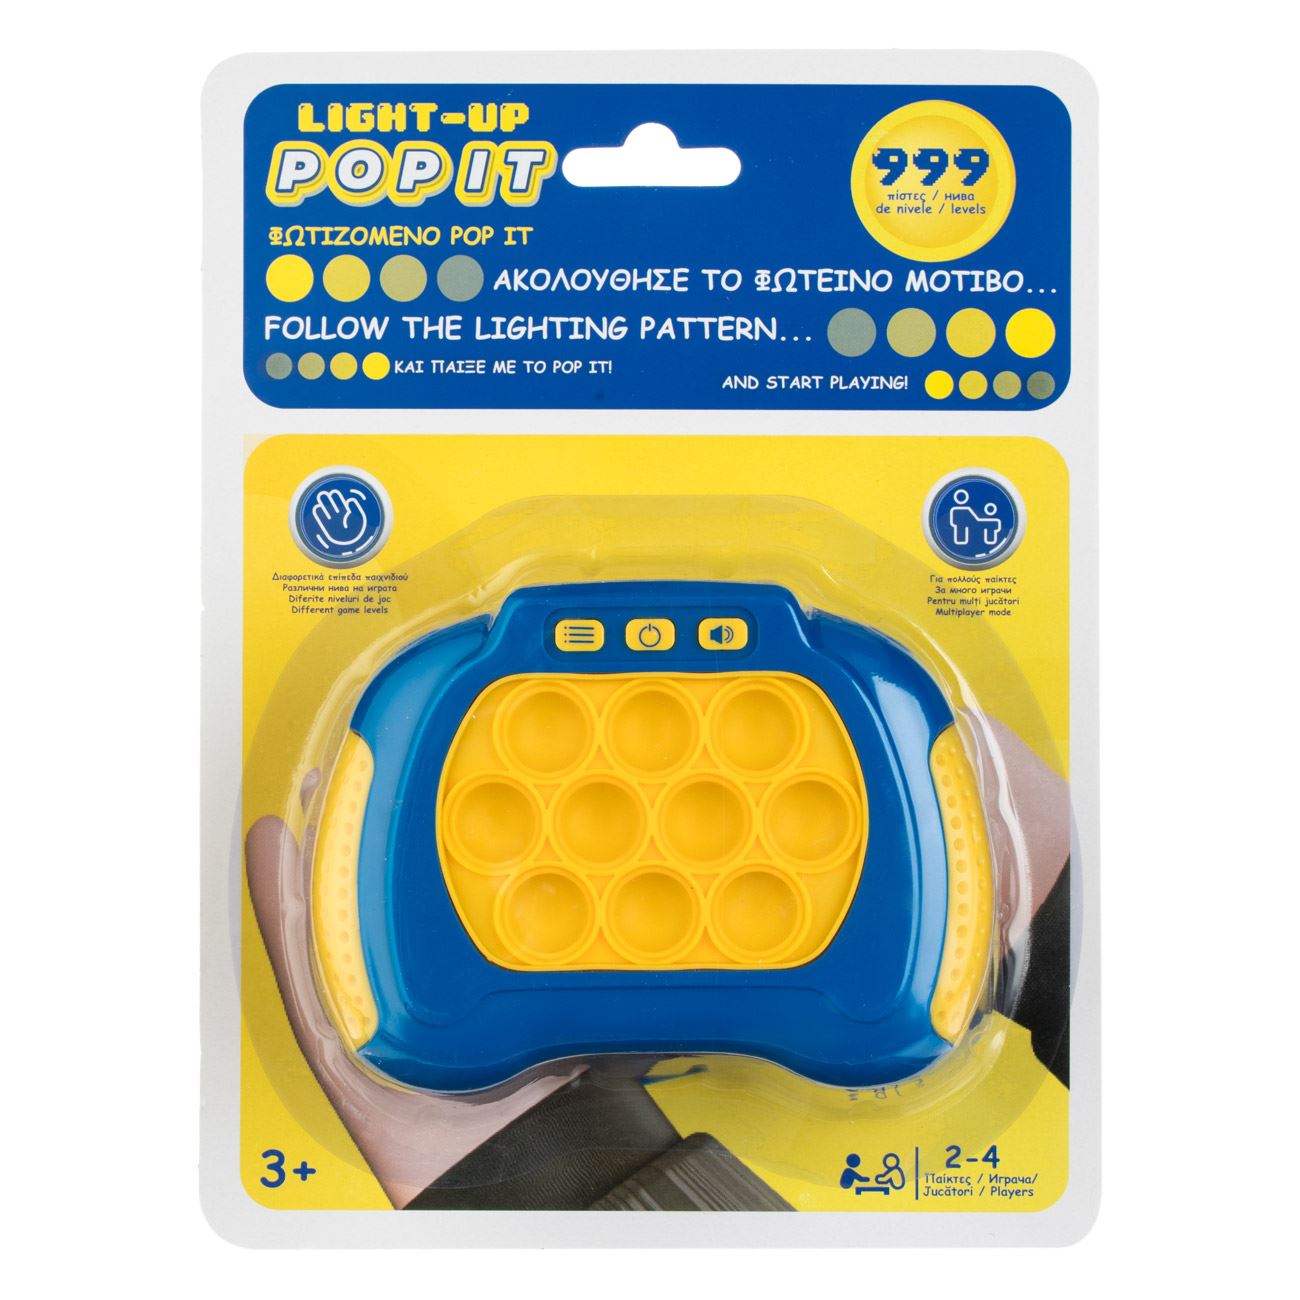 LIGHT-UP
POP IT
ΦΩΤΙΖΟΜΕΝΟ POP IT
999
πίστες / нива
de nivele / levels
ΑΚΟΛΟΥΘΗΣΕ ΤΟ ΦΩΤΕΙΝΟ ΜΟΤΙΒΟ...
FOLLOW THE LIGHTING PATTERN...
ΚΑΙ ΠΑΙΞΕ ΜΕ ΤΟ POP IT!
AND START PLAYING!
Διαφορετικά επίπεδα παιχνιδιού
Различни нива на играта
Diferite niveluri de joc
Different game levels
Για πολλούς παίκτες
За много играчи
Pentru mulți jucători
Multiplayer mode
3+
2-4
Παίκτες / Играча/
Jucători / Players